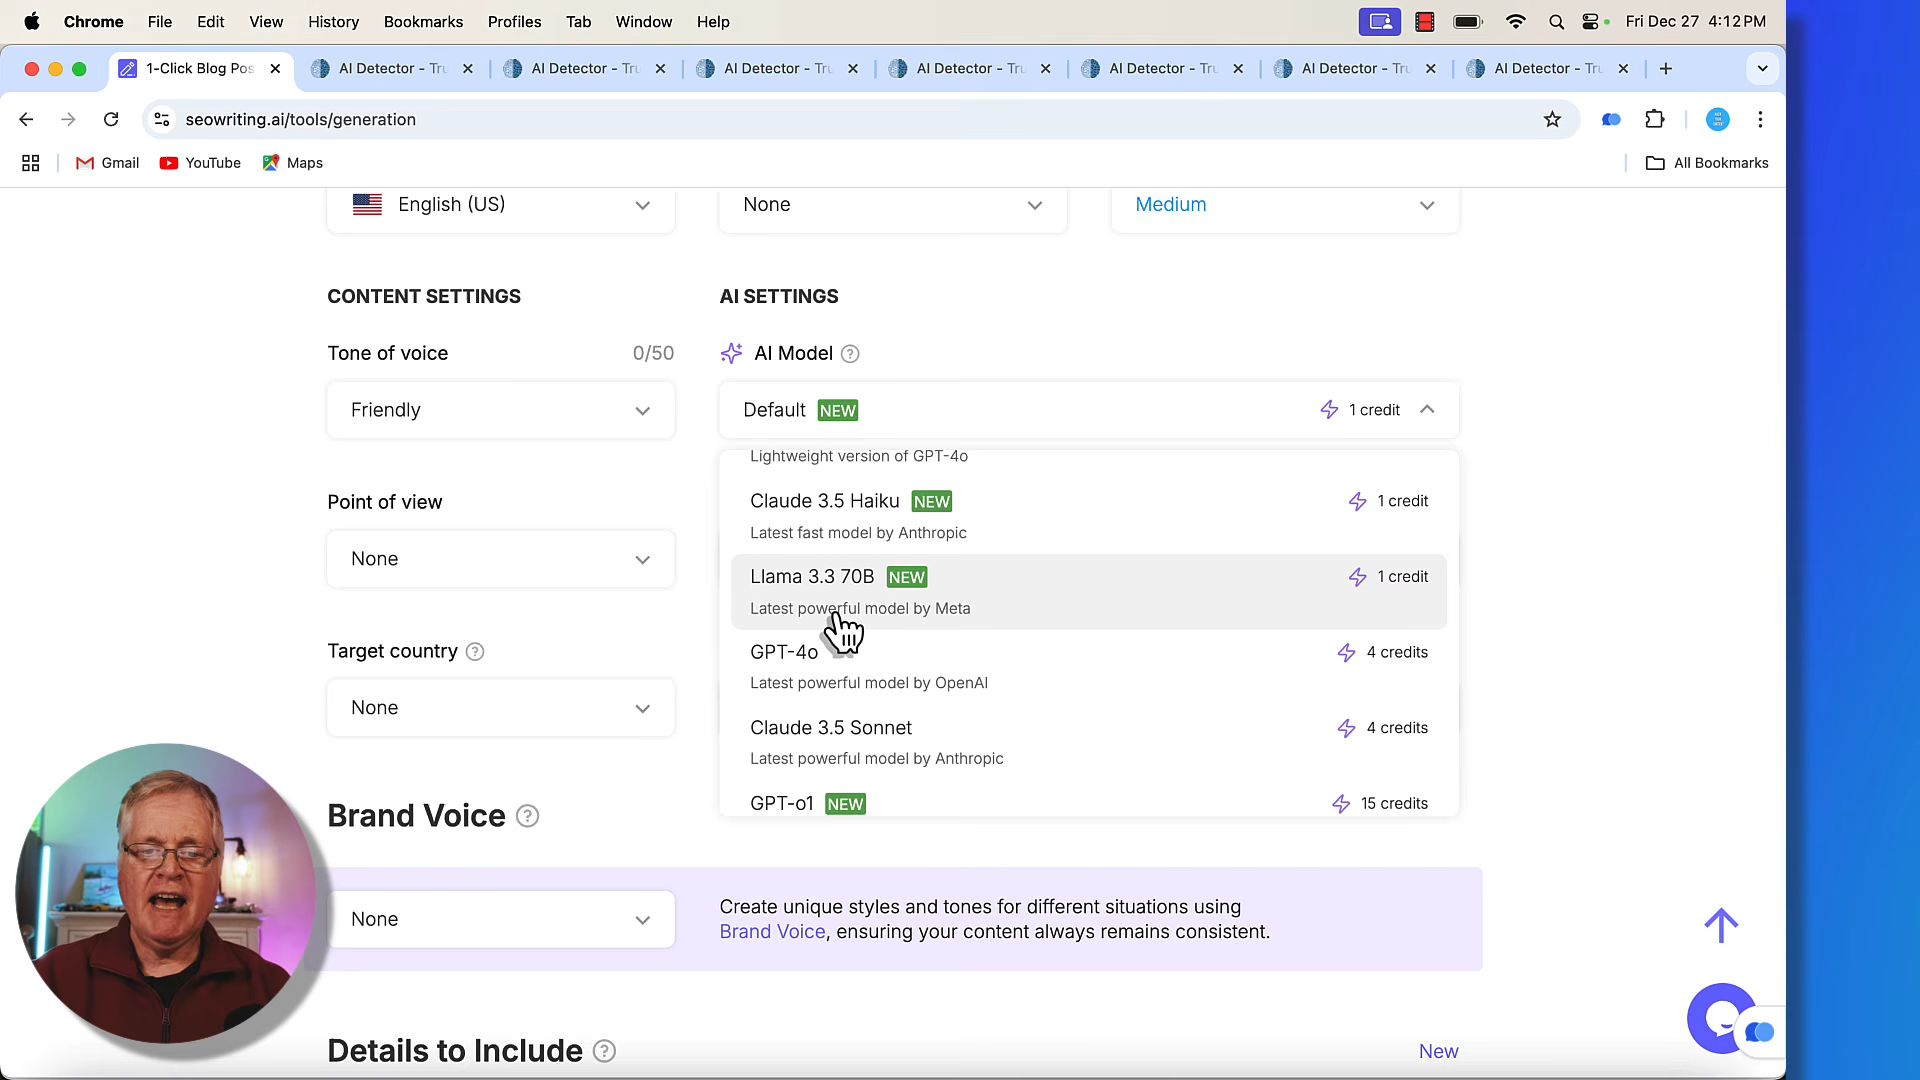 Chrome File Edit View History Bookmarks Profiles Tab Window Help Fri Dec 27 4:12 PM
1-Click Blog Pos AI Detector - Tru AI Detector - Tru AI Detector - Tru AI Detector - Tru AI Detector - Tru AI Detector - Tru AI Detector - Tru
seowriting.ai/tools/generation
Gmail YouTube Maps All Bookmarks
English (US) None Medium
CONTENT SETTINGS AI SETTINGS
Tone of voice 0/50 AI Model ?
Friendly Default NEW 1 credit
Lightweight version of GPT-4o
Point of view Claude 3.5 Haiku NEW 1 credit
Latest fast model by Anthropic
None Llama 3.3 70B NEW 1 credit
Latest powerful model by Meta
Target country ? GPT-4o 4 credits
Latest powerful model by OpenAI
None Claude 3.5 Sonnet 4 credits
Latest powerful model by Anthropic
Brand Voice ? GPT-o1 NEW 15 credits
None Create unique styles and tones for different situations using
Brand Voice, ensuring your content always remains consistent.
Details to Include ? New